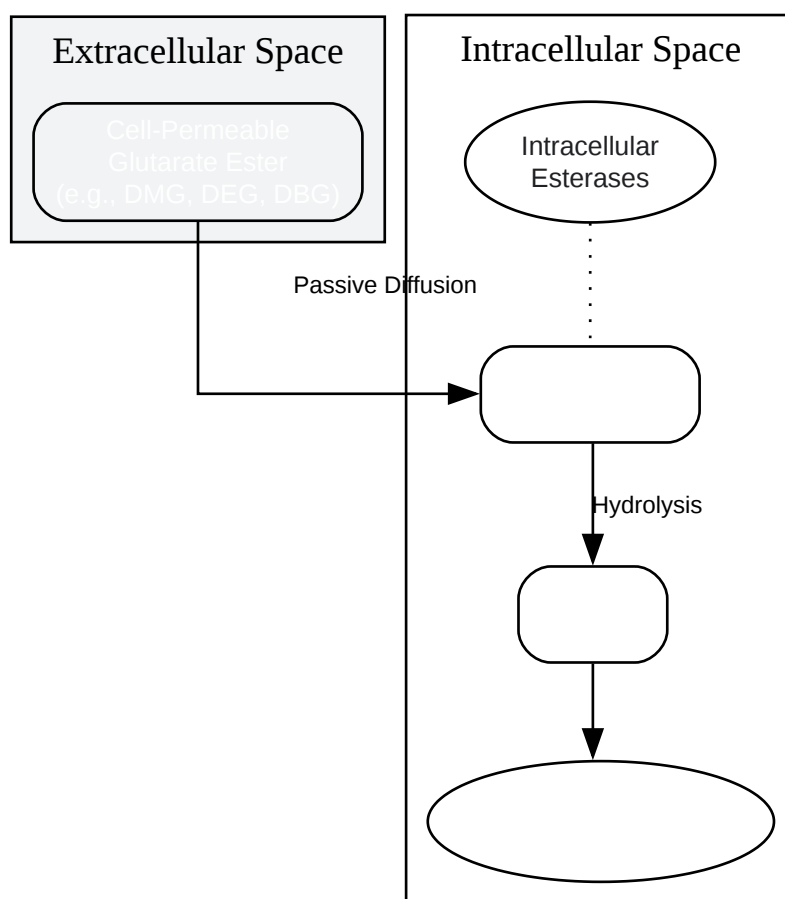 Extracellular Space
Intracellular Space
Cell-Permeable
Glutarate Ester
(e.g., DMG, DEG, DBG)
Intracellular
Esterases
Passive Diffusion
Hydrolysis